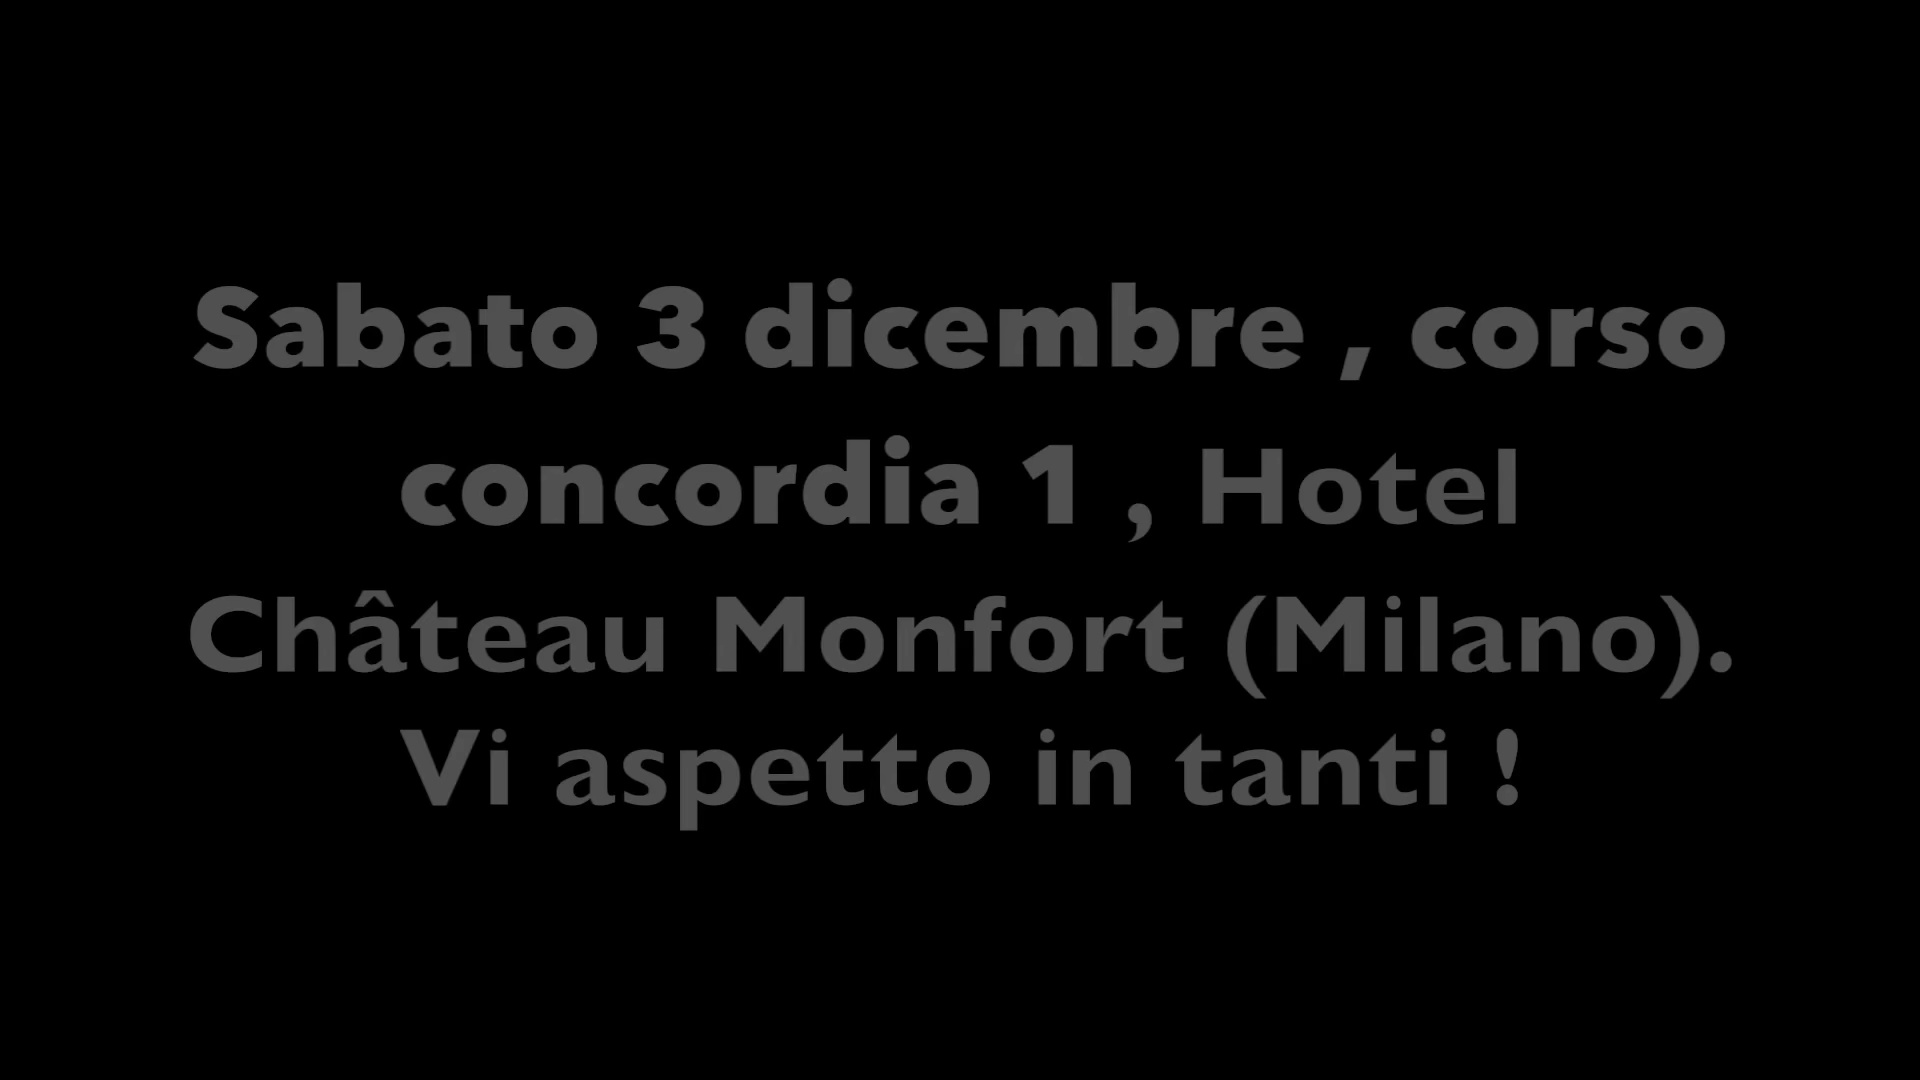 Sabato 3 dicembre , corso
concordia 1 , Hotel
Château Monfort (Milano).
Vi aspetto in tanti !